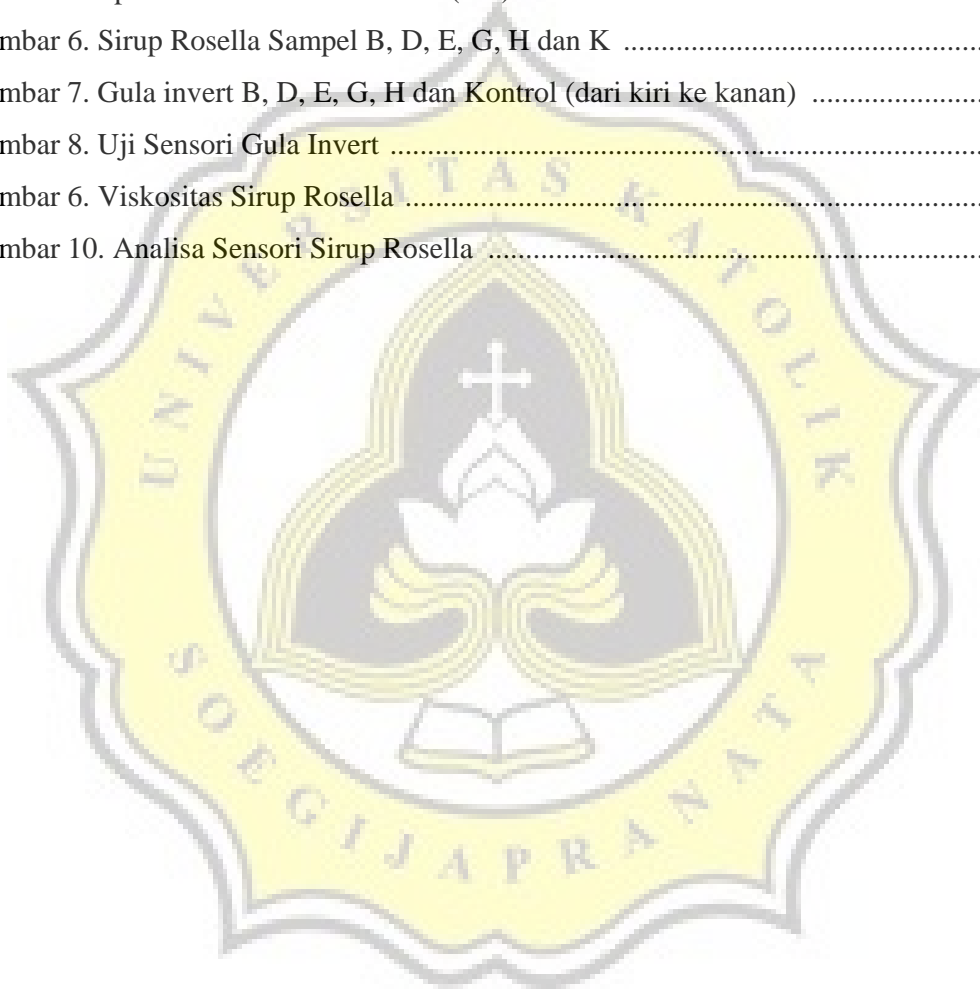 mbar 6. Sirup Rosella Sampel B, D, E, G, H dan K ................................................
mbar 7. Gula invert B, D, E, G, H dan Kontrol (dari kiri ke kanan) .......................
mbar 8. Uji Sensori Gula Invert ...............................................................................
mbar 6. Viskositas Sirup Rosella .............................................................................
mbar 10. Analisa Sensori Sirup Rosella ..................................................................
UNIVERSITAS KATOLIK
SOEGIJAPRANATA